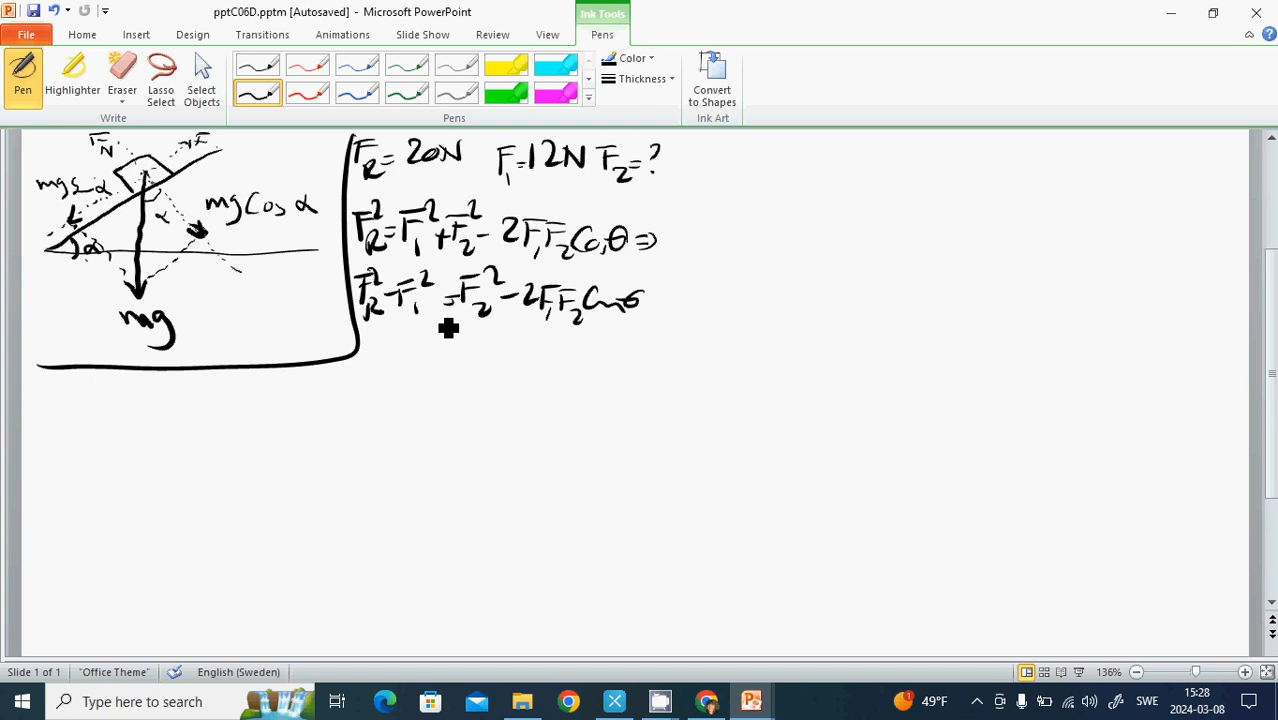 pptC06D.pptm [Autosaved] - Microsoft PowerPoint
Ink Tools
File Home Insert Design Transitions Animations Slide Show Review View Pens
Pen Highlighter Eraser Lasso Select Select Objects
Color
Thickness
Convert to Shapes
Write Pens Ink Art
F_N
mg α
α
mg Cos α
α
mg
F_R = 20N F_1 = 12N F_2 = ?
F_R^2 = F_1^2 + F_2^2 - 2F_1F_2 Cosθ ⇒
F_R^2 - F_1^2 = F_2^2 - 2F_1F_2 Cosθ
Slide 1 of 1 "Office Theme" English (Sweden) 136%
Type here to search
1
49°F
SWE
15:28
2024-03-08